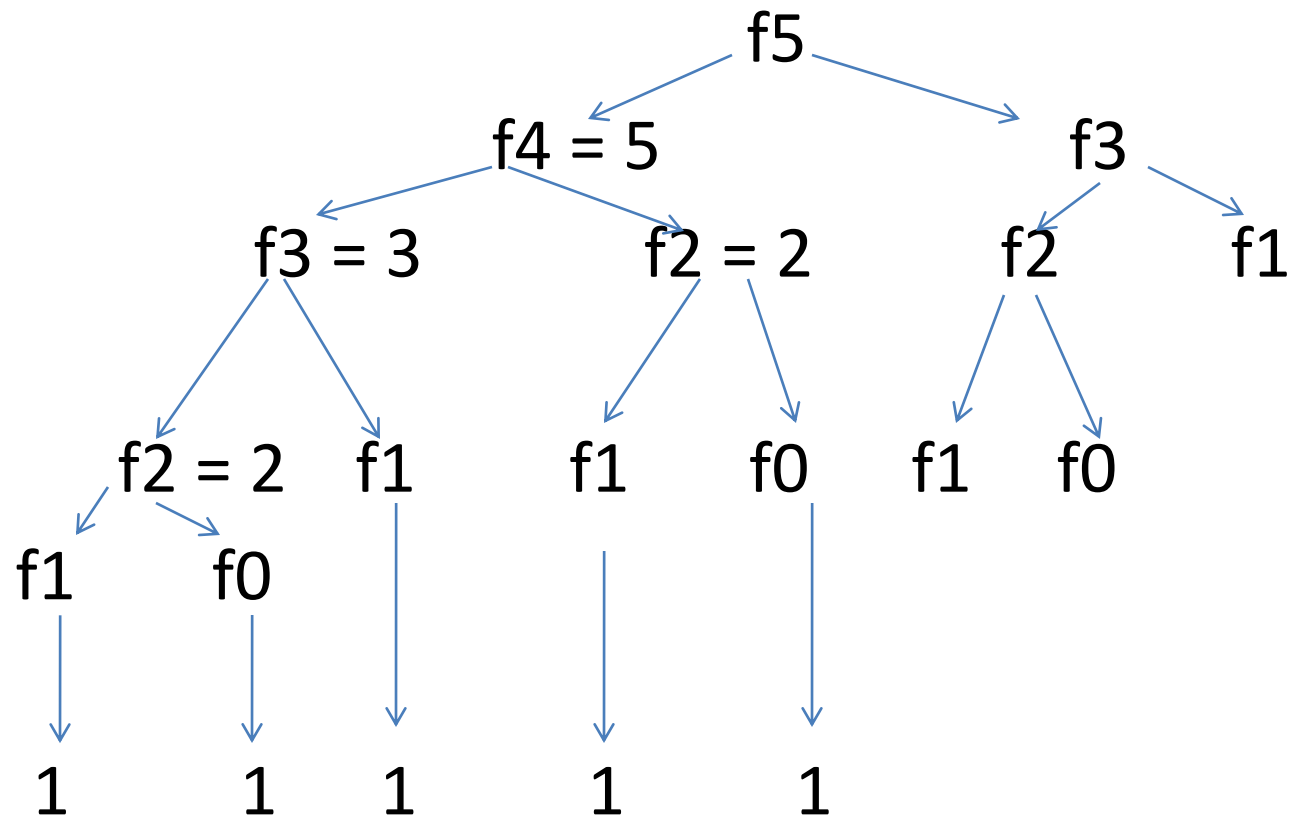 f5
f4 = 5 f3
f3 = 3 f2 = 2 f2 f1
f2 = 2 f1 f1 f0 f1 f0
f1 f0
1 1 1 1 1